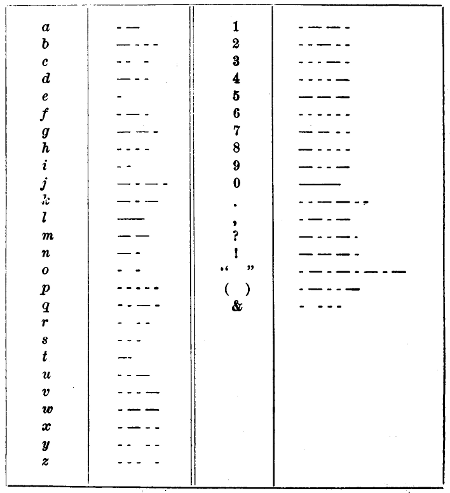 a - — 1 - — — -
b — - - - 2 - - — - -
c - -  - 3 - - - — -
d — - - 4 - - - - —
e - 5 — — —
f - — - 6 - - - - - -
g — — - 7 — — - -
h - - - - 8 — - - - -
i - - 9 — - - —
j — - — - 0 ——
k — - — . - - — — - -
l —— , - — - —
m — — ? — - - — -
n — - ! — — — -
o -  - “ ”
p - - - - - ( )
q - - — - & -  - - -
r -  - -
s - - -
t —
u - - —
v - - - —
w - — —
x - — - -
y - -  - -
z - - -  -